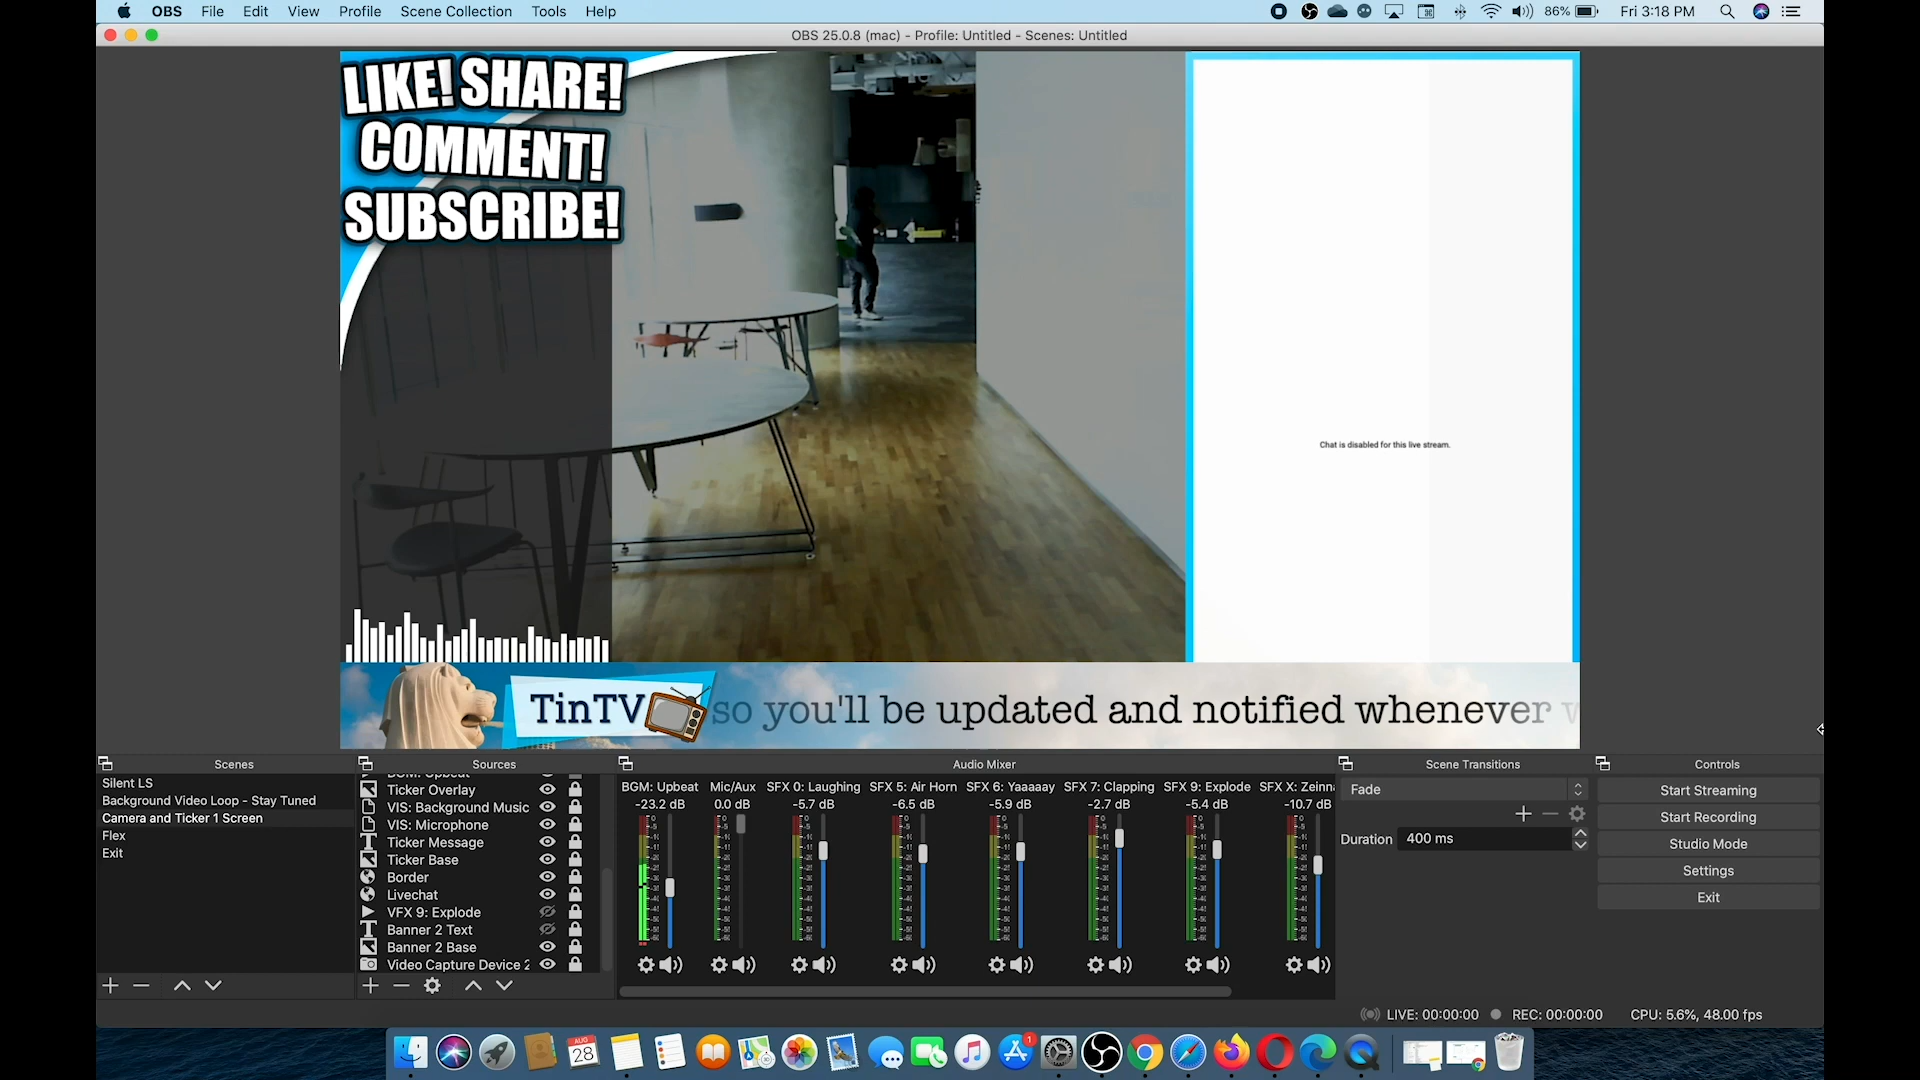 OBS File Edit View Profile Scene Collection Tools Help
86% Fri 3:18 PM
OBS 25.0.8 (mac) - Profile: Untitled - Scenes: Untitled
LIKE! SHARE!
COMMENT!
SUBSCRIBE!
Chat is disabled for this live stream.
TinTV so you'll be updated and notified whenever
Scenes
Silent LS
Background Video Loop - Stay Tuned
Camera and Ticker 1 Screen
Flex
Exit
Sources
BGM: Upbeat
Ticker Overlay
VIS: Background Music
VIS: Microphone
Ticker Message
Ticker Base
Border
Livechat
VFX 9: Explode
Banner 2 Text
Banner 2 Base
Video Capture Device 2
Audio Mixer
BGM: Upbeat Mic/Aux SFX 0: Laughing SFX 5: Air Horn SFX 6: Yaaaaay SFX 7: Clapping SFX 9: Explode SFX X: Zeinn
-23.2 dB 0.0 dB -5.7 dB -6.5 dB -5.9 dB -2.7 dB -5.4 dB -10.7 dB
Scene Transitions
Fade
Duration 400 ms
Controls
Start Streaming
Start Recording
Studio Mode
Settings
Exit
LIVE: 00:00:00 REC: 00:00:00 CPU: 5.6%, 48.00 fps
AUG
28
1